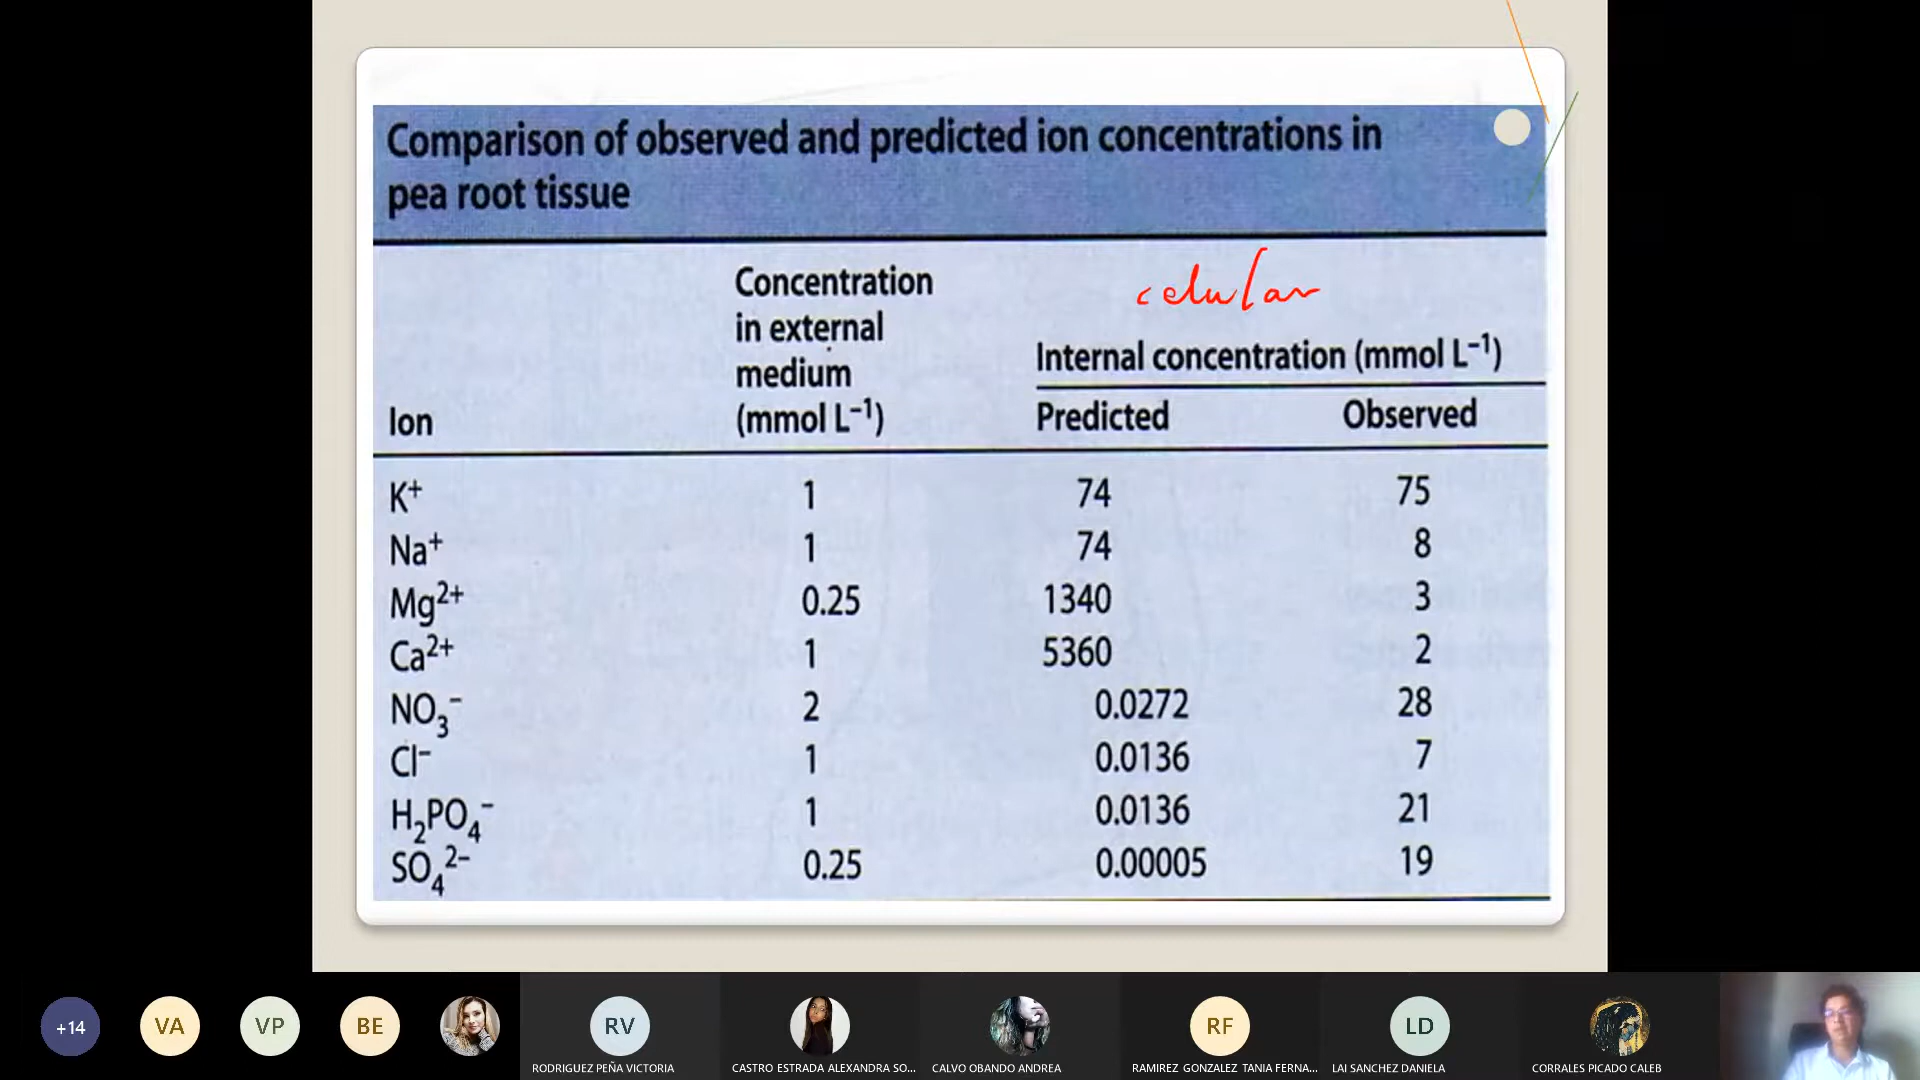 Comparison of observed and predicted ion concentrations in
pea root tissue
celular
Concentration
in external
medium
(mmol L⁻¹)
Internal concentration (mmol L⁻¹)
Ion
Predicted
Observed
K⁺ 1 74 75
Na⁺ 1 74 8
Mg²⁺ 0.25 1340 3
Ca²⁺ 1 5360 2
NO₃⁻ 2 0.0272 28
Cl⁻ 1 0.0136 7
H₂PO₄⁻ 1 0.0136 21
SO₄²⁻ 0.25 0.00005 19
+14
VA
VP
BE
RV
RF
LD
RODRIGUEZ PEÑA VICTORIA
CASTRO ESTRADA ALEXANDRA SO...
CALVO OBANDO ANDREA
RAMIREZ GONZALEZ TANIA FERNA...
LAI SANCHEZ DANIELA
CORRALES PICADO CALEB